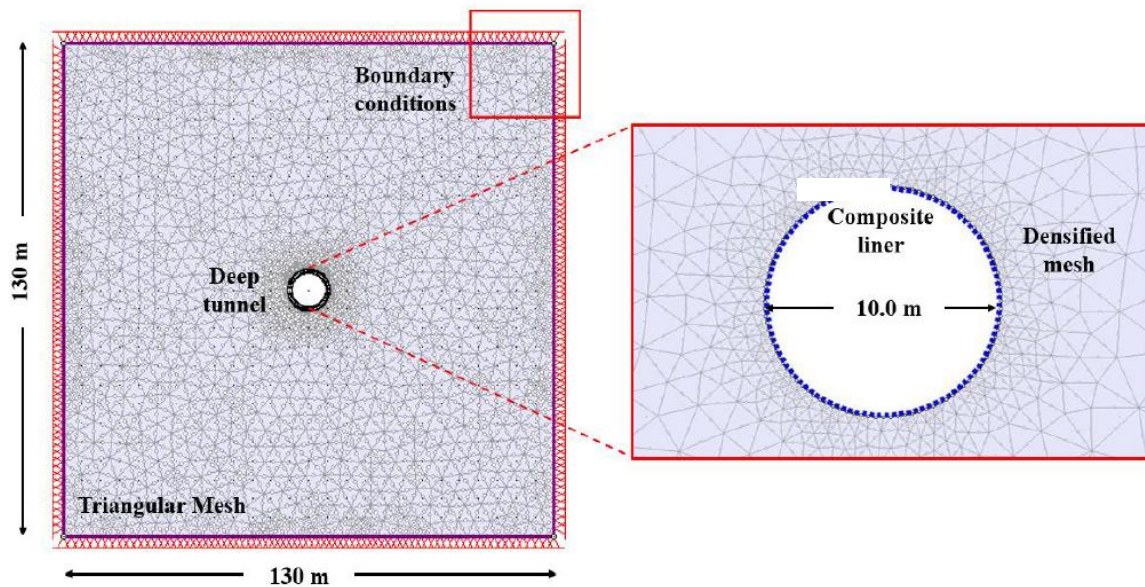 Boundary
conditions
130 m
Deep
tunnel
Triangular Mesh
130 m
Composite
liner
Densified
mesh
10.0 m